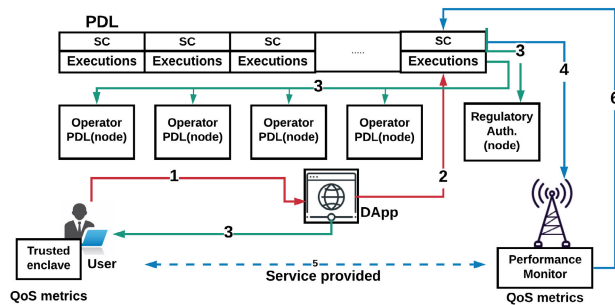 PDL
SC
SC
SC
.....
SC
Executions
Executions
Executions
Executions
3
3
4
6
Operator
PDL(node)
Operator
PDL(node)
Operator
PDL(node)
Operator
PDL(node)
Regulatory
Auth.
(node)
1
2
DApp
3
Trusted
enclave
User
QoS metrics
5
Service provided
Performance
Monitor
QoS metrics